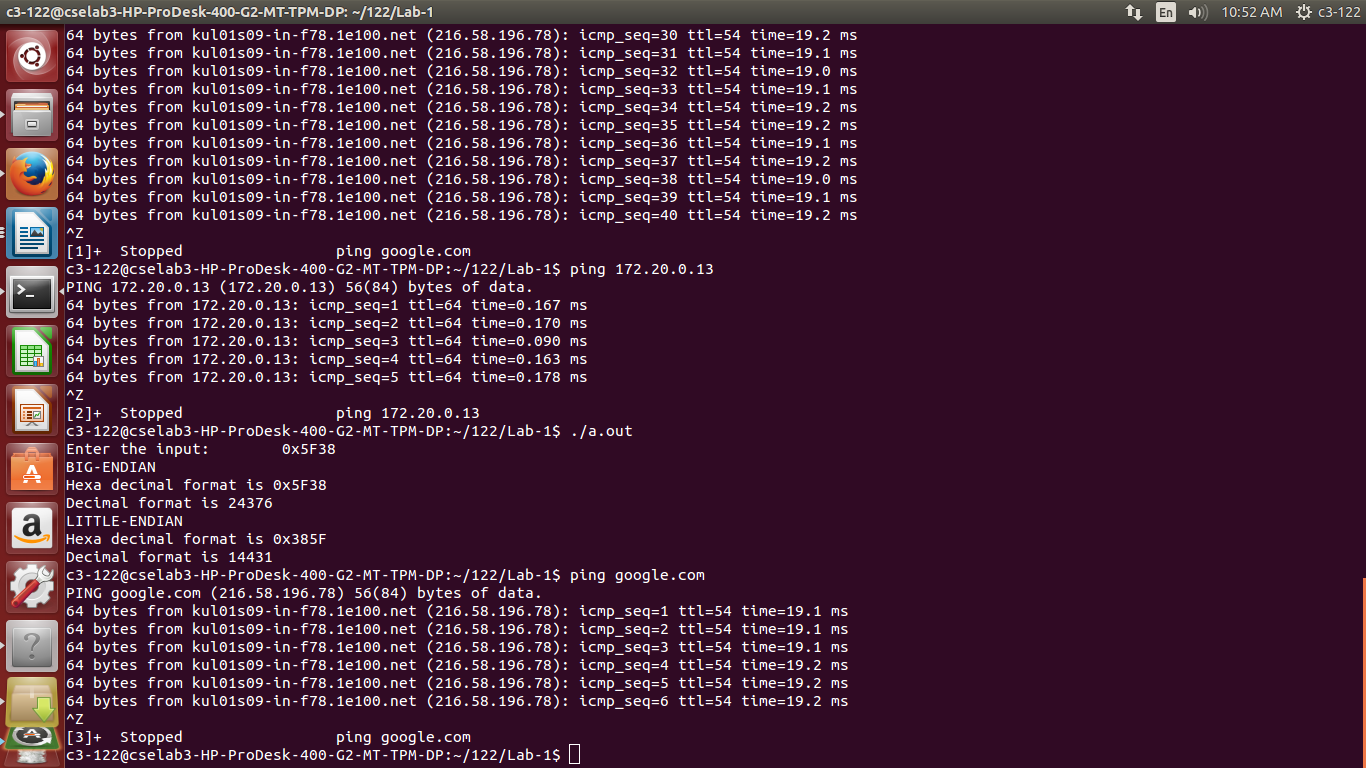 c3-122@cselab3-HP-ProDesk-400-G2-MT-TPM-DP: ~/122/Lab-1 En 10:52 AM c3-122
64 bytes from kul01s09-in-f78.1e100.net (216.58.196.78): icmp_seq=30 ttl=54 time=19.2 ms
64 bytes from kul01s09-in-f78.1e100.net (216.58.196.78): icmp_seq=31 ttl=54 time=19.1 ms
64 bytes from kul01s09-in-f78.1e100.net (216.58.196.78): icmp_seq=32 ttl=54 time=19.0 ms
64 bytes from kul01s09-in-f78.1e100.net (216.58.196.78): icmp_seq=33 ttl=54 time=19.1 ms
64 bytes from kul01s09-in-f78.1e100.net (216.58.196.78): icmp_seq=34 ttl=54 time=19.2 ms
64 bytes from kul01s09-in-f78.1e100.net (216.58.196.78): icmp_seq=35 ttl=54 time=19.2 ms
64 bytes from kul01s09-in-f78.1e100.net (216.58.196.78): icmp_seq=36 ttl=54 time=19.1 ms
64 bytes from kul01s09-in-f78.1e100.net (216.58.196.78): icmp_seq=37 ttl=54 time=19.2 ms
64 bytes from kul01s09-in-f78.1e100.net (216.58.196.78): icmp_seq=38 ttl=54 time=19.0 ms
64 bytes from kul01s09-in-f78.1e100.net (216.58.196.78): icmp_seq=39 ttl=54 time=19.1 ms
64 bytes from kul01s09-in-f78.1e100.net (216.58.196.78): icmp_seq=40 ttl=54 time=19.2 ms
^Z
[1]+  Stopped                 ping google.com
c3-122@cselab3-HP-ProDesk-400-G2-MT-TPM-DP:~/122/Lab-1$ ping 172.20.0.13
PING 172.20.0.13 (172.20.0.13) 56(84) bytes of data.
64 bytes from 172.20.0.13: icmp_seq=1 ttl=64 time=0.167 ms
64 bytes from 172.20.0.13: icmp_seq=2 ttl=64 time=0.170 ms
64 bytes from 172.20.0.13: icmp_seq=3 ttl=64 time=0.090 ms
64 bytes from 172.20.0.13: icmp_seq=4 ttl=64 time=0.163 ms
64 bytes from 172.20.0.13: icmp_seq=5 ttl=64 time=0.178 ms
^Z
[2]+  Stopped                 ping 172.20.0.13
c3-122@cselab3-HP-ProDesk-400-G2-MT-TPM-DP:~/122/Lab-1$ ./a.out
Enter the input:        0x5F38
BIG-ENDIAN
Hexa decimal format is 0x5F38
Decimal format is 24376
LITTLE-ENDIAN
Hexa decimal format is 0x385F
Decimal format is 14431
c3-122@cselab3-HP-ProDesk-400-G2-MT-TPM-DP:~/122/Lab-1$ ping google.com
PING google.com (216.58.196.78) 56(84) bytes of data.
64 bytes from kul01s09-in-f78.1e100.net (216.58.196.78): icmp_seq=1 ttl=54 time=19.1 ms
64 bytes from kul01s09-in-f78.1e100.net (216.58.196.78): icmp_seq=2 ttl=54 time=19.1 ms
64 bytes from kul01s09-in-f78.1e100.net (216.58.196.78): icmp_seq=3 ttl=54 time=19.1 ms
64 bytes from kul01s09-in-f78.1e100.net (216.58.196.78): icmp_seq=4 ttl=54 time=19.2 ms
64 bytes from kul01s09-in-f78.1e100.net (216.58.196.78): icmp_seq=5 ttl=54 time=19.2 ms
64 bytes from kul01s09-in-f78.1e100.net (216.58.196.78): icmp_seq=6 ttl=54 time=19.2 ms
^Z
[3]+  Stopped                 ping google.com
c3-122@cselab3-HP-ProDesk-400-G2-MT-TPM-DP:~/122/Lab-1$